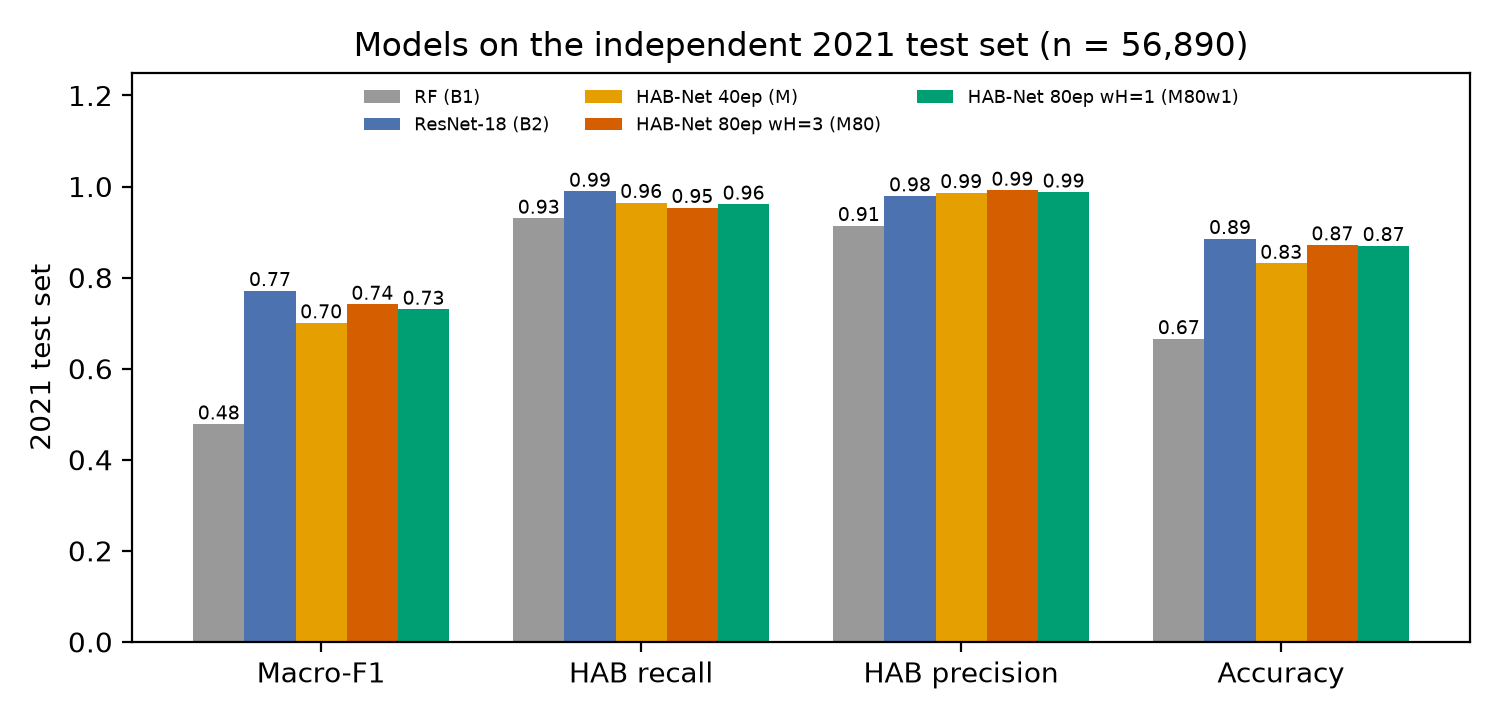 Models on the independent 2021 test set (n = 56,890)
RF (B1)
ResNet-18 (B2)
HAB-Net 40ep (M)
HAB-Net 80ep wH=3 (M80)
HAB-Net 80ep wH=1 (M80w1)
2021 test set
1.2
1.0
0.8
0.6
0.4
0.2
0.0
0.48
0.77
0.70
0.74
0.73
0.93
0.99
0.96
0.95
0.96
0.91
0.98
0.99
0.99
0.99
0.67
0.89
0.83
0.87
0.87
Macro-F1
HAB recall
HAB precision
Accuracy